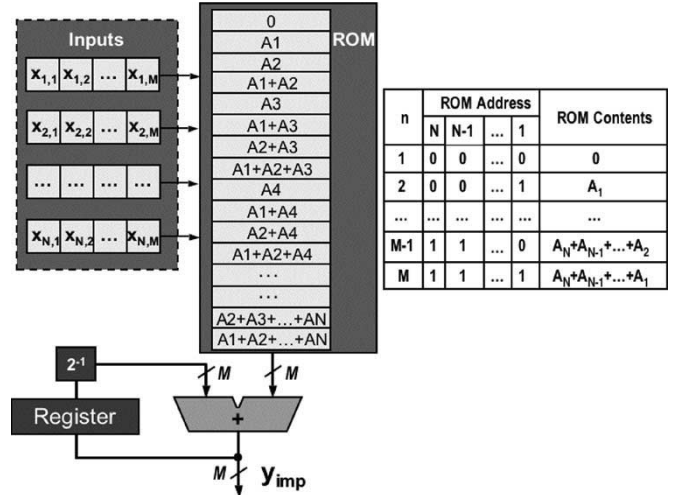 Inputs
x1,1 x1,2 ... x1,M
x2,1 x2,2 ... x2,M
... ... ... ...
xN,1 xN,2 ... xN,M
ROM
0
A1
A2
A1+A2
A3
A1+A3
A2+A3
A1+A2+A3
A4
A1+A4
A2+A4
A1+A2+A4
...
...
A2+A3+...+AN
A1+A2+...+AN
n ROM Address ROM Contents
N N-1 ... 1
1 0 0 ... 0 0
2 0 0 ... 1 A1
... ... ... ... ... ...
M-1 1 1 ... 0 AN+AN-1+...+A2
M 1 1 ... 1 AN+AN-1+...+A1
2-1
M
M
Register
+
M
yimp